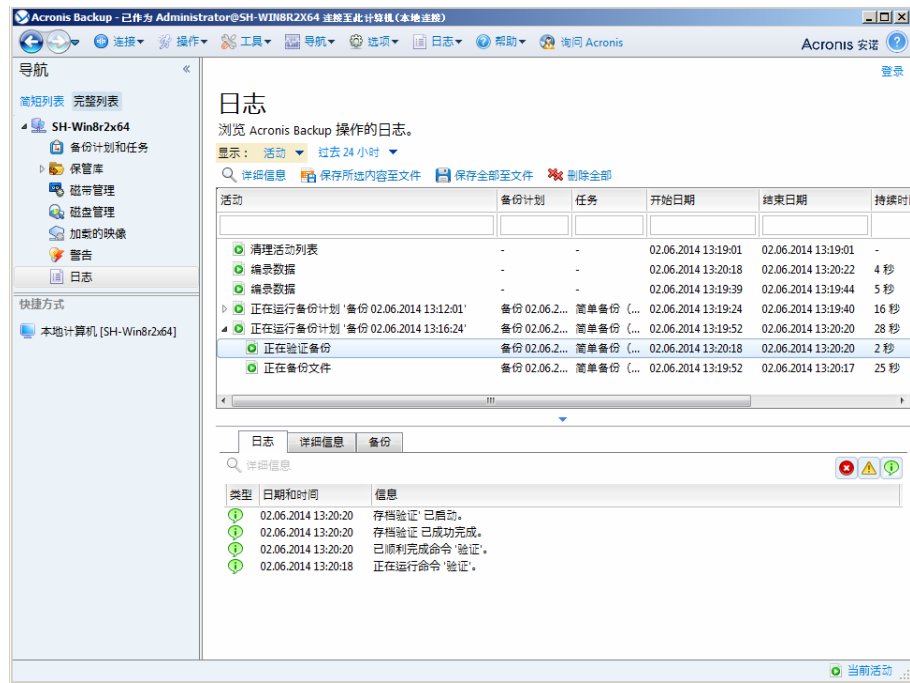 Acronis Backup - 已作为 Administrator@SH-WIN8R2X64 连接至此计算机(本地连接)
连接 操作 工具 导航 选项 日志 帮助 询问 Acronis Acronis 安诺
导航 «
登录
简短列表 完整列表
SH-Win8r2x64
备份计划和任务
保管库
磁带管理
磁盘管理
加载的映像
警告
日志
快捷方式
本地计算机 [SH-Win8r2x64]
日志
浏览 Acronis Backup 操作的日志。
显示： 活动 过去 24 小时
详细信息 保存所选内容至文件 保存全部至文件 删除全部
活动 备份计划 任务 开始日期 结束日期 持续时
清理活动列表 - - 02.06.2014 13:19:01 02.06.2014 13:19:01 -
编录数据 - - 02.06.2014 13:20:18 02.06.2014 13:20:22 4 秒
编录数据 - - 02.06.2014 13:19:39 02.06.2014 13:19:44 5 秒
正在运行备份计划 '备份 02.06.2014 13:12:01' 备份 02.06.2... 简单备份（... 02.06.2014 13:19:24 02.06.2014 13:19:40 16 秒
正在运行备份计划 '备份 02.06.2014 13:16:24' 备份 02.06.2... 简单备份（... 02.06.2014 13:19:52 02.06.2014 13:20:20 28 秒
正在验证备份 备份 02.06.2... 简单备份（... 02.06.2014 13:20:18 02.06.2014 13:20:20 2 秒
正在备份文件 备份 02.06.2... 简单备份（... 02.06.2014 13:19:52 02.06.2014 13:20:17 25 秒
日志 详细信息 备份
详细信息
类型 日期和时间 信息
02.06.2014 13:20:20 存档验证' 已启动。
02.06.2014 13:20:20 存档验证 已成功完成。
02.06.2014 13:20:20 已顺利完成命令 '验证'。
02.06.2014 13:20:18 正在运行命令 '验证'。
当前活动